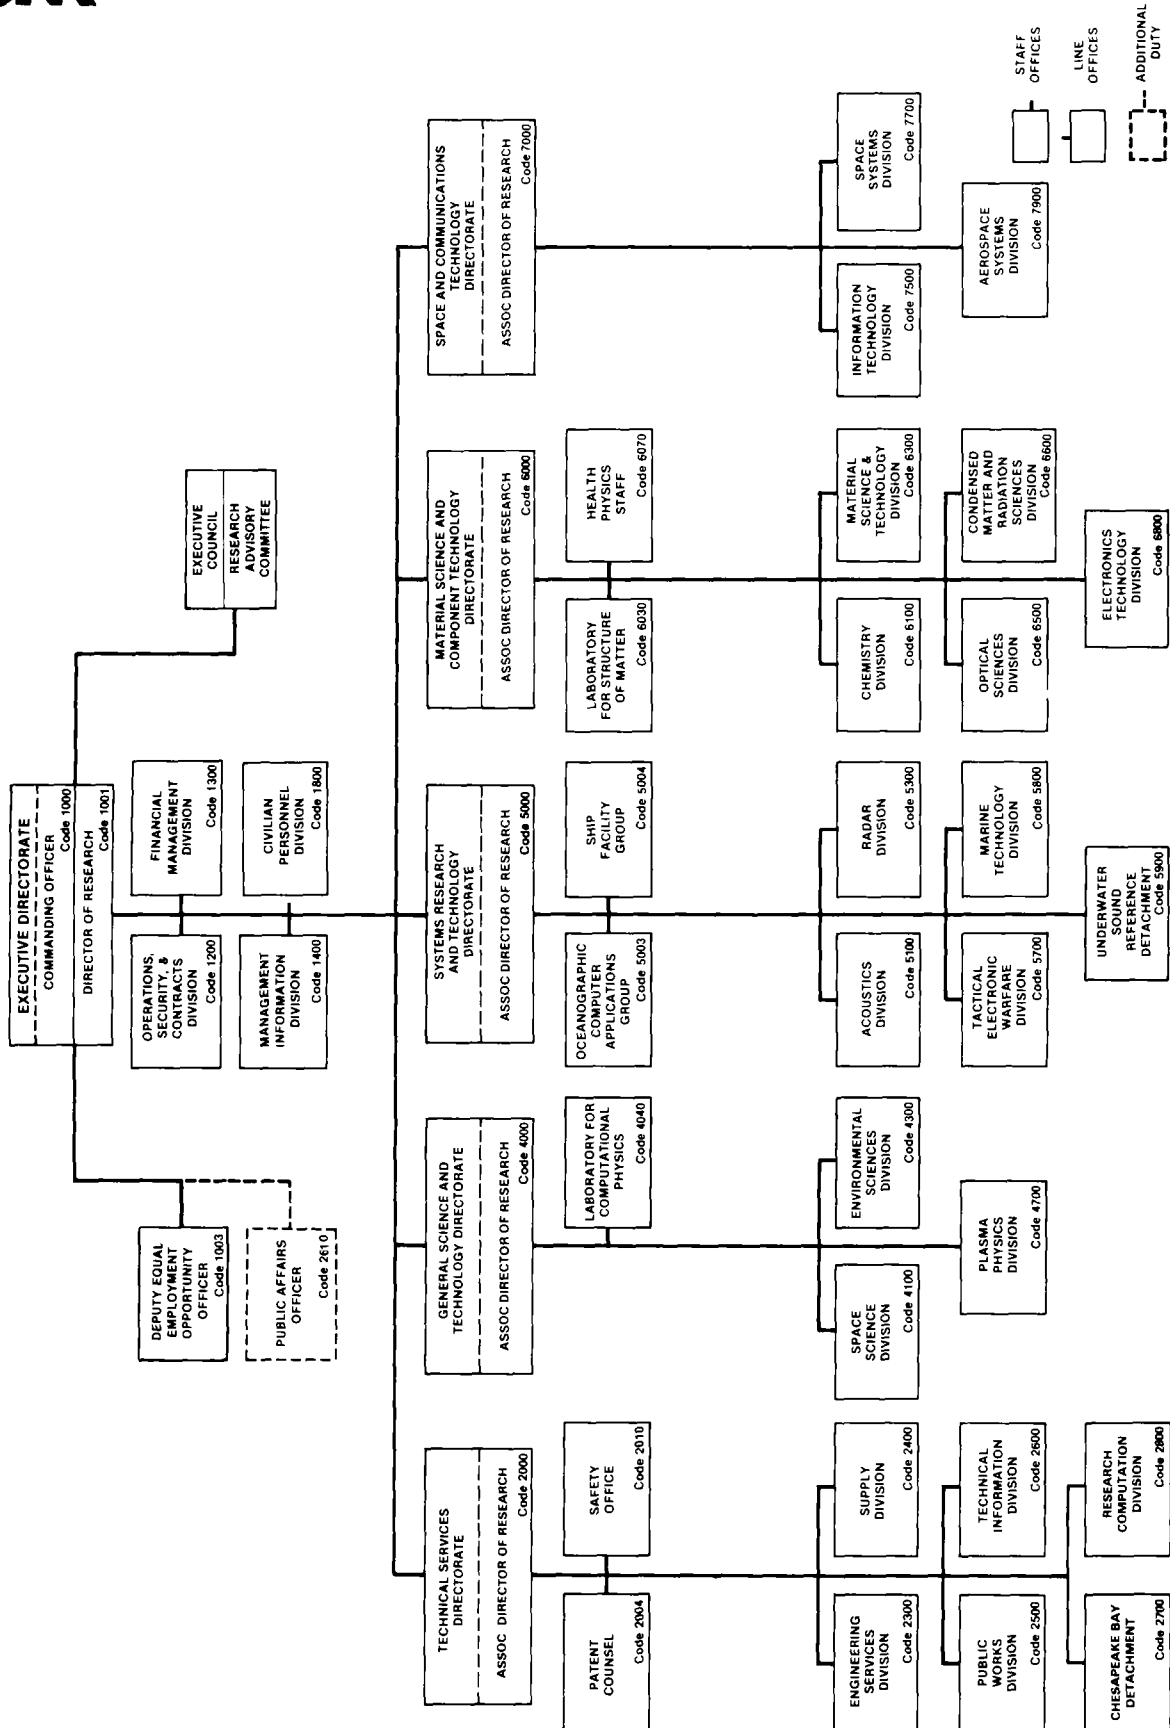 EXECUTIVE DIRECTORATE
COMMANDING OFFICER
Code 1000
DIRECTOR OF RESEARCH
Code 1001
DEPUTY EQUAL
EMPLOYMENT
OPPORTUNITY
OFFICER
Code 1003
PUBLIC AFFAIRS
OFFICER
Code 2610
EXECUTIVE
COUNCIL
RESEARCH
ADVISORY
COMMITTEE
OPERATIONS,
SECURITY, &
CONTRACTS
DIVISION
Code 1200
FINANCIAL
MANAGEMENT
DIVISION
Code 1300
MANAGEMENT
INFORMATION
DIVISION
Code 1400
CIVILIAN
PERSONNEL
DIVISION
Code 1800
TECHNICAL SERVICES
DIRECTORATE
ASSOC DIRECTOR OF RESEARCH
Code 2000
PATENT
COUNSEL
Code 2004
SAFETY
OFFICE
Code 2010
ENGINEERING
SERVICES
DIVISION
Code 2300
SUPPLY
DIVISION
Code 2400
PUBLIC
WORKS
DIVISION
Code 2500
TECHNICAL
INFORMATION
DIVISION
Code 2600
CHESAPEAKE BAY
DETACHMENT
Code 2700
RESEARCH
COMPUTATION
DIVISION
Code 2800
GENERAL SCIENCE AND
TECHNOLOGY DIRECTORATE
ASSOC DIRECTOR OF RESEARCH
Code 4000
LABORATORY FOR
COMPUTATIONAL
PHYSICS
Code 4040
SPACE
SCIENCE
DIVISION
Code 4100
ENVIRONMENTAL
SCIENCES
DIVISION
Code 4300
PLASMA
PHYSICS
DIVISION
Code 4700
SYSTEMS RESEARCH
AND TECHNOLOGY
DIRECTORATE
ASSOC DIRECTOR OF RESEARCH
Code 5000
OCEANOGRAPHIC
COMPUTER
APPLICATIONS
GROUP
Code 5003
SHIP
FACILITY
GROUP
Code 5004
ACOUSTICS
DIVISION
Code 5100
RADAR
DIVISION
Code 5300
TACTICAL
ELECTRONIC
WARFARE
DIVISION
Code 5700
MARINE
TECHNOLOGY
DIVISION
Code 5800
UNDERWATER
SOUND
REFERENCE
DETACHMENT
Code 5900
MATERIAL SCIENCE AND
COMPONENT TECHNOLOGY
DIRECTORATE
ASSOC DIRECTOR OF RESEARCH
Code 6000
LABORATORY
FOR STRUCTURE
OF MATTER
Code 6030
HEALTH
PHYSICS
STAFF
Code 6070
CHEMISTRY
DIVISION
Code 6100
MATERIAL
SCIENCE &
TECHNOLOGY
DIVISION
Code 6300
OPTICAL
SCIENCES
DIVISION
Code 6500
CONDENSED
MATTER AND
RADIATION
SCIENCES
DIVISION
Code 6600
ELECTRONICS
TECHNOLOGY
DIVISION
Code 6800
SPACE AND COMMUNICATIONS
TECHNOLOGY
DIRECTORATE
ASSOC DIRECTOR OF RESEARCH
Code 7000
INFORMATION
TECHNOLOGY
DIVISION
Code 7500
SPACE
SYSTEMS
DIVISION
Code 7700
AEROSPACE
SYSTEMS
DIVISION
Code 7900
STAFF
OFFICES
LINE
OFFICES
ADDITIONAL
DUTY